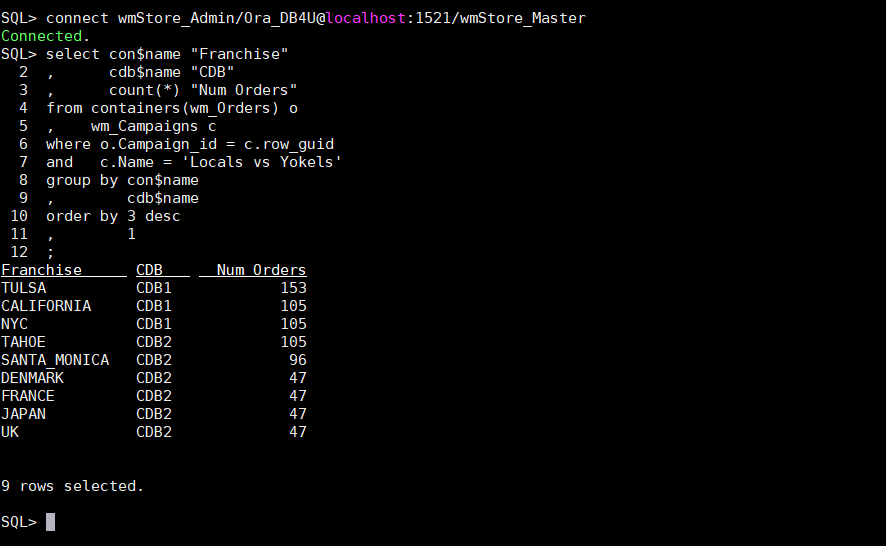 SQL> connect wmStore_Admin/Ora_DB4U@localhost:1521/wmStore_Master
Connected.
SQL> select con$name "Franchise"
  2  ,      cdb$name "CDB"
  3  ,      count(*) "Num Orders"
  4  from containers(wm_Orders) o
  5  ,    wm_Campaigns c
  6  where o.Campaign_id = c.row_guid
  7  and   c.Name = 'Locals vs Yokels'
  8  group by con$name
  9  ,        cdb$name
 10  order by 3 desc
 11  ,        1
 12  ;
Franchise      CDB      Num Orders
TULSA          CDB1            153
CALIFORNIA     CDB1            105
NYC            CDB1            105
TAHOE          CDB2            105
SANTA_MONICA   CDB2             96
DENMARK        CDB2             47
FRANCE         CDB2             47
JAPAN          CDB2             47
UK             CDB2             47
9 rows selected.
SQL>